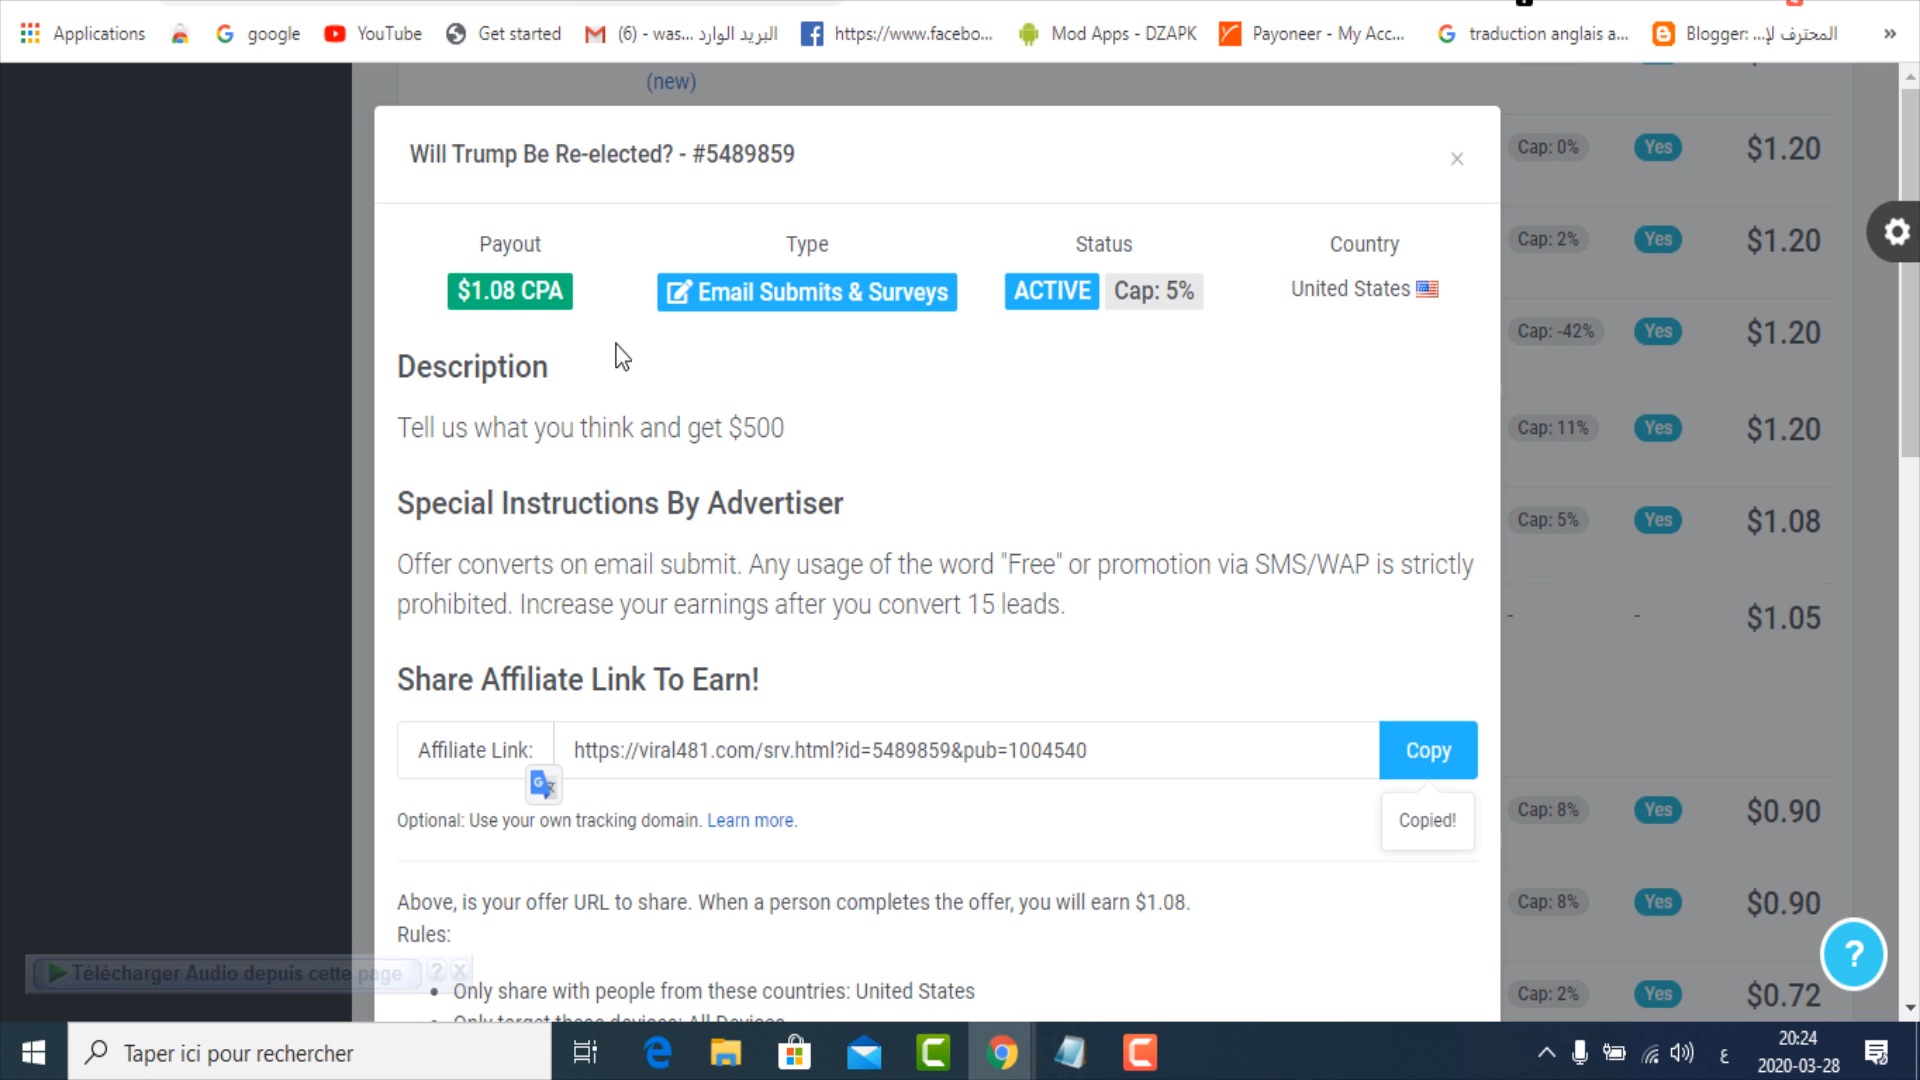 Applications google YouTube Get started (6) - was... البريد الوارد https://www.facebo... Mod Apps - DZAPK Payoneer - My Acc... traduction anglais a... Blogger: ...المحترف لإ »
(new)
Will Trump Be Re-elected? - #5489859 ×
Cap: 0% Yes $1.20
Payout Type Status Country
Cap: 2% Yes $1.20
$1.08 CPA Email Submits & Surveys ACTIVE Cap: 5% United States
Cap: -42% Yes $1.20
Description
Tell us what you think and get $500
Cap: 11% Yes $1.20
Special Instructions By Advertiser
Cap: 5% Yes $1.08
Offer converts on email submit. Any usage of the word "Free" or promotion via SMS/WAP is strictly
prohibited. Increase your earnings after you convert 15 leads.
- - $1.05
Share Affiliate Link To Earn!
Affiliate Link: https://viral481.com/srv.html?id=5489859&pub=1004540 Copy
Optional: Use your own tracking domain. Learn more.
Copied!
Cap: 8% Yes $0.90
Above, is your offer URL to share. When a person completes the offer, you will earn $1.08.
Cap: 8% Yes $0.90
Rules:
Télécharger Audio depuis cette page ? X
• Only share with people from these countries: United States
Cap: 2% Yes $0.72
?
Only target these devices: All Devices
Taper ici pour rechercher
ع
20:24
2020-03-28